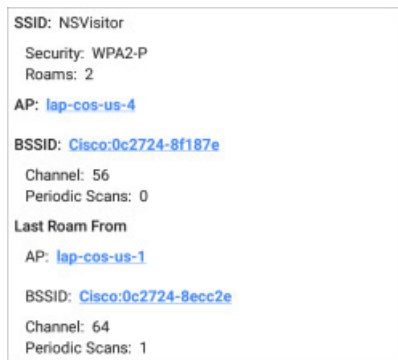 SSID: NSVisitor
Security: WPA2-P
Roams: 2
AP: lap-cos-us-4
BSSID: Cisco:0c2724-8f187e
Channel: 56
Periodic Scans: 0
Last Roam From
AP: lap-cos-us-1
BSSID: Cisco:0c2724-8ecc2e
Channel: 64
Periodic Scans: 1